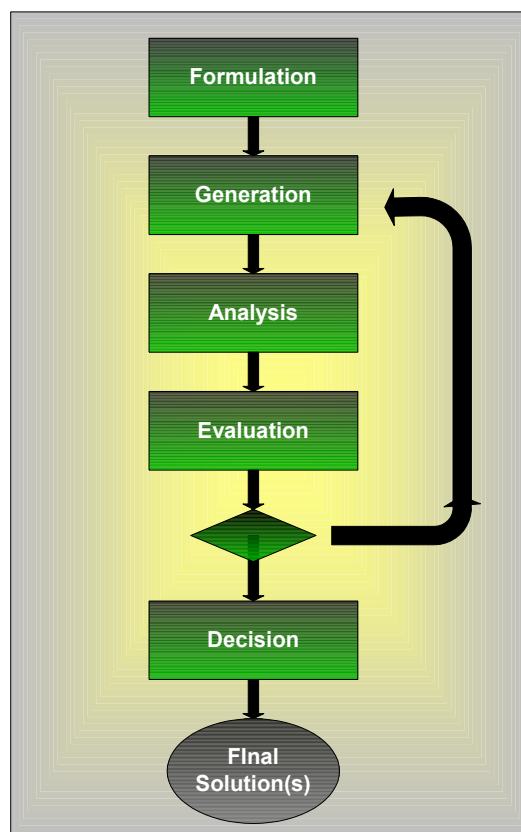 Formulation
Generation
Analysis
Evaluation
Decision
FInal
Solution(s)